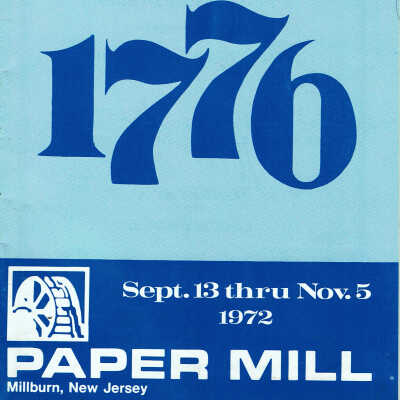 1776
Sept. 13 thru Nov. 5
1972
PAPER MILL
Millburn, New Jersey